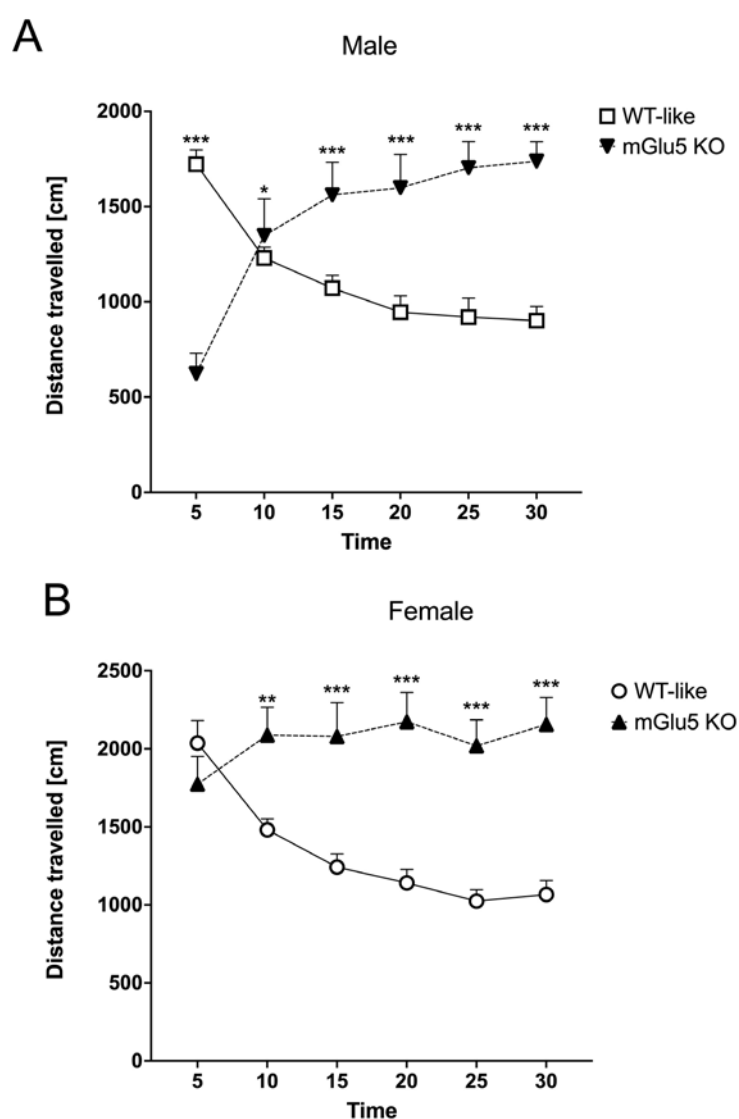 A
Male
WT-like
mGlu5 KO
Distance travelled [cm]
2000
1500
1000
500
0
***
*
***
***
***
***
5 10 15 20 25 30
Time
B
Female
WT-like
mGlu5 KO
Distance travelled [cm]
2500
2000
1500
1000
500
0
**
***
***
***
***
5 10 15 20 25 30
Time